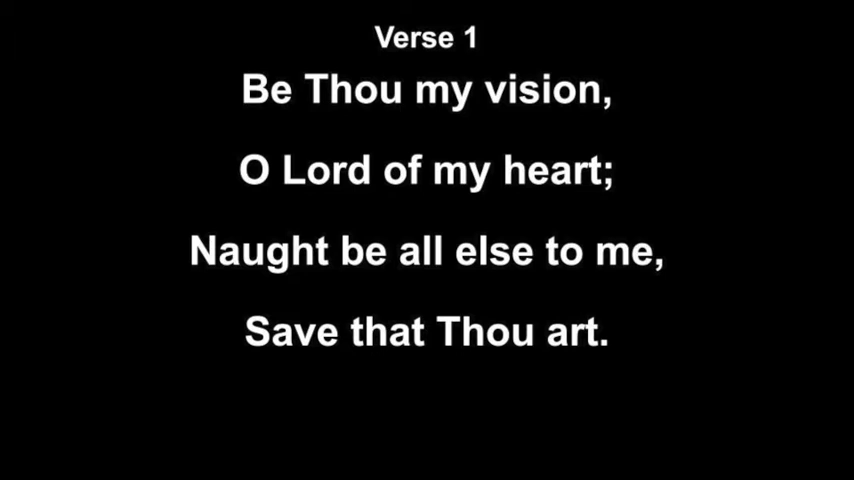 Verse 1
Be Thou my vision,
O Lord of my heart;
Naught be all else to me,
Save that Thou art.